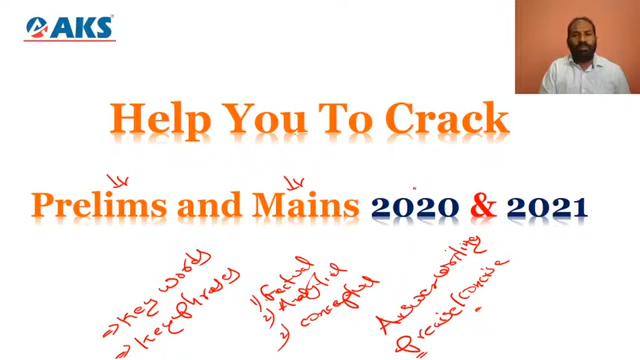 AKS
Help You To Crack
Prelims and Mains 2020 & 2021
⇒ Key words
⇒ Key phrases
1) factual
2) Analytical
2) conceptual
Answer writing
precise/concise